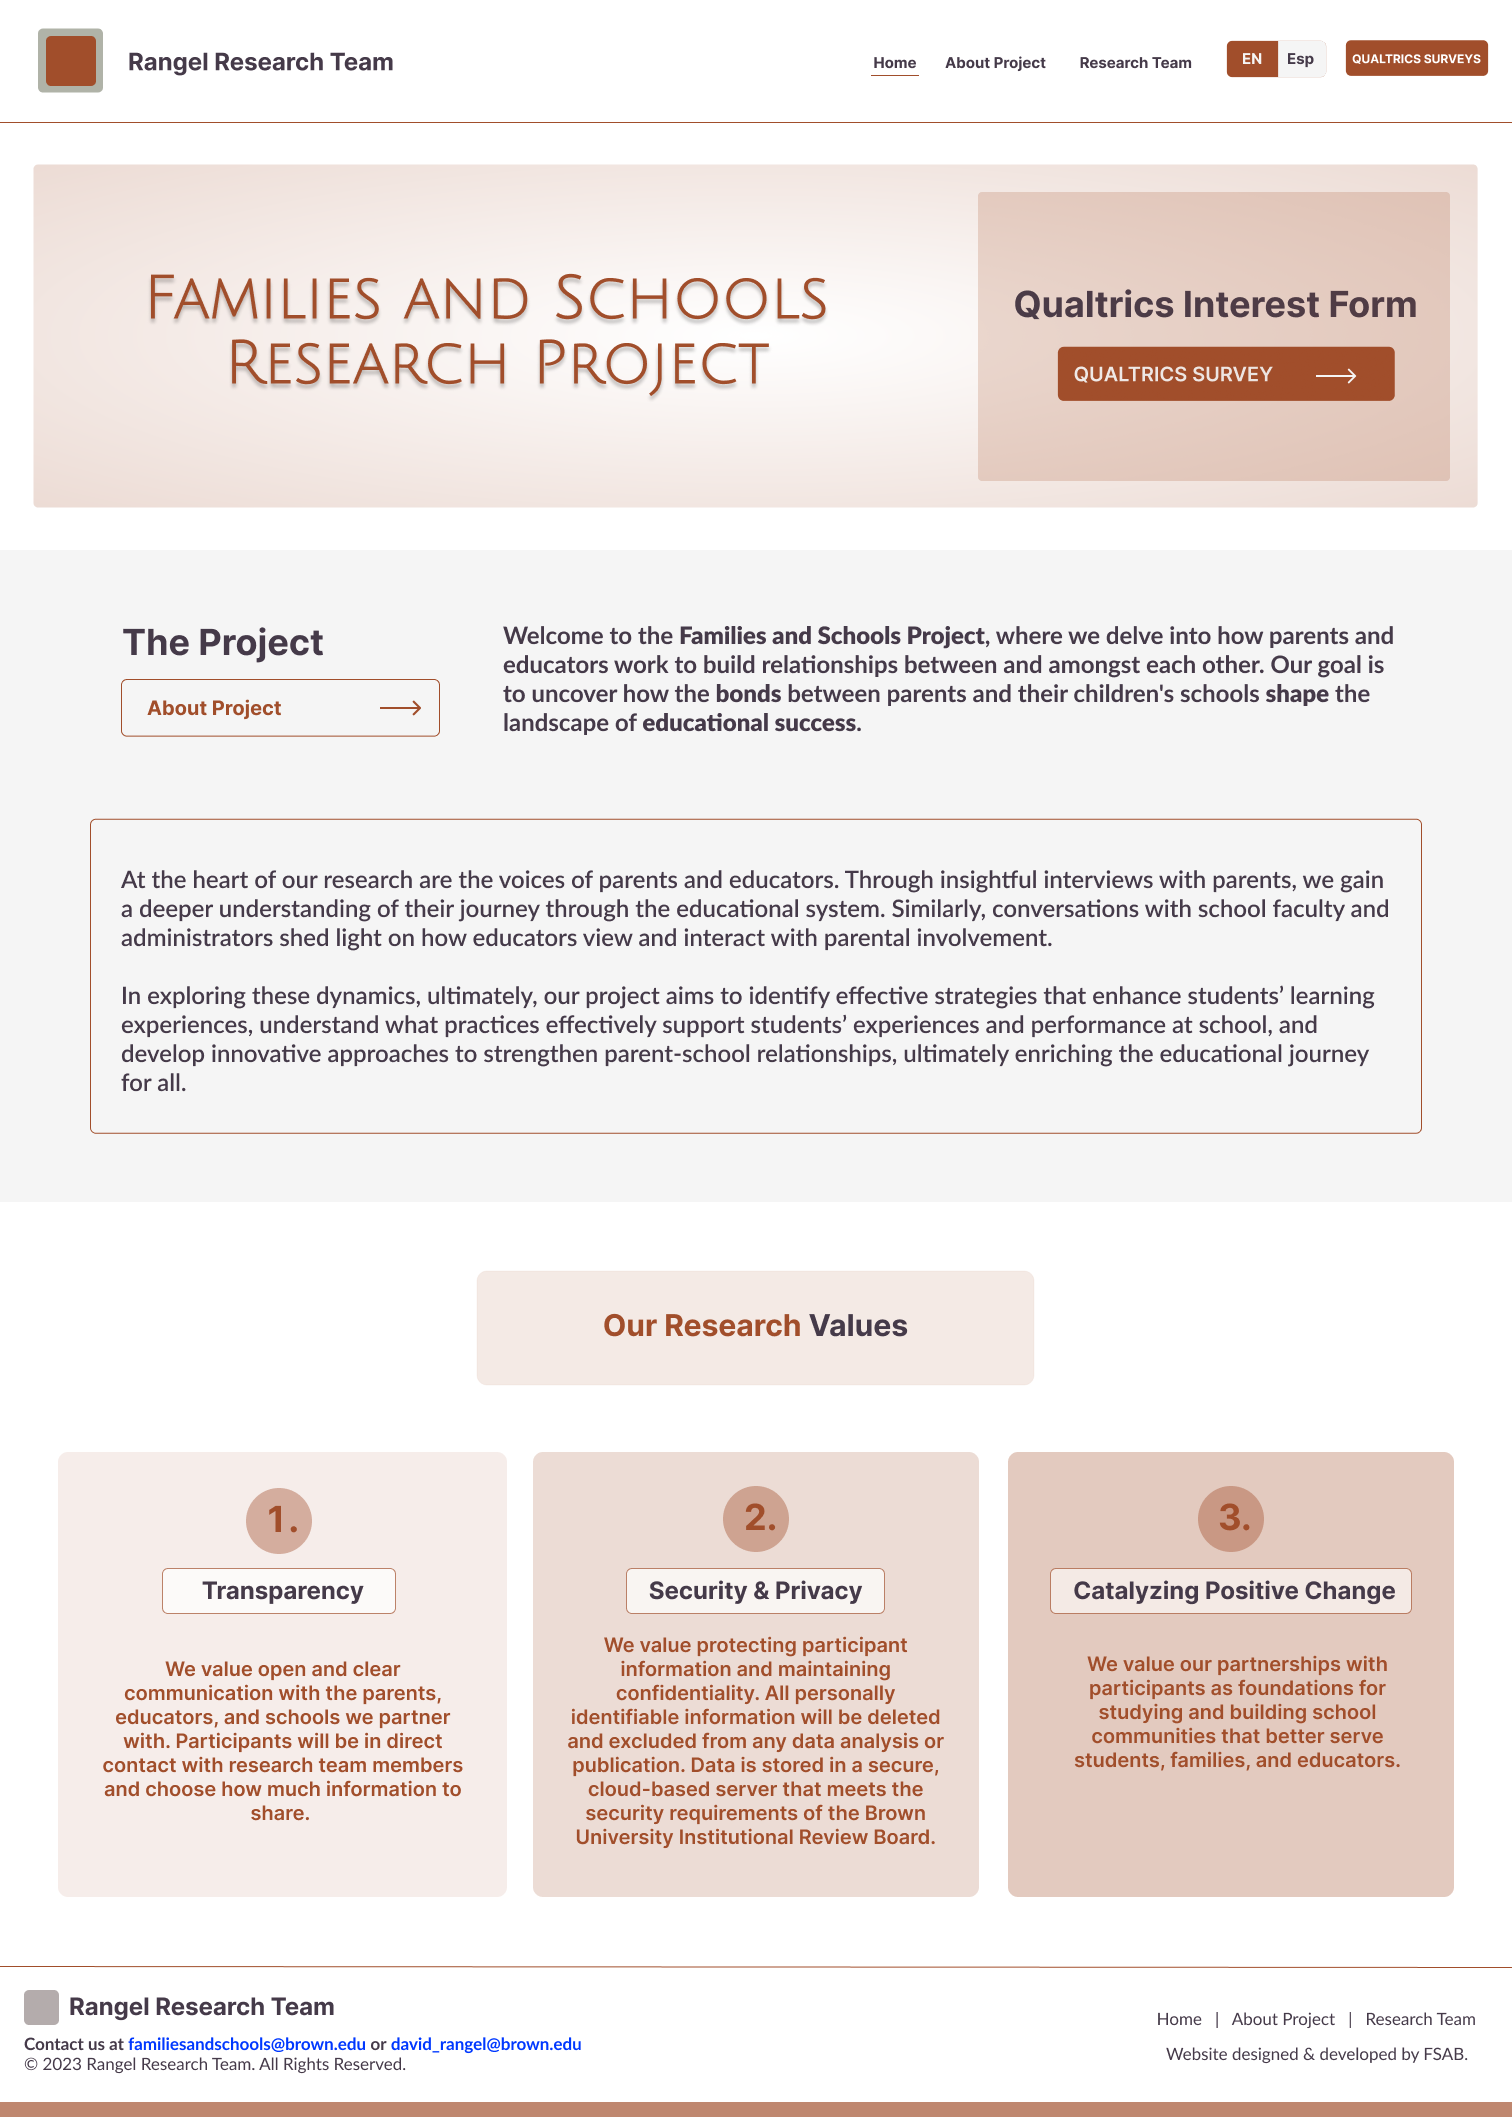 Rangel Research Team
Home
About Project
Research Team
EN
Esp
QUALTRICS SURVEYS
Families and Schools
Research Project
Qualtrics Interest Form
QUALTRICS SURVEY
The Project
About Project
Welcome to the Families and Schools Project, where we delve into how parents and
educators work to build relationships between and amongst each other. Our goal is
to uncover how the bonds between parents and their children's schools shape the
landscape of educational success.
At the heart of our research are the voices of parents and educators. Through insightful interviews with parents, we gain
a deeper understanding of their journey through the educational system. Similarly, conversations with school faculty and
administrators shed light on how educators view and interact with parental involvement.
In exploring these dynamics, ultimately, our project aims to identify effective strategies that enhance students’ learning
experiences, understand what practices effectively support students’ experiences and performance at school, and
develop innovative approaches to strengthen parent-school relationships, ultimately enriching the educational journey
for all.
Our Research Values
1.
Transparency
We value open and clear
communication with the parents,
educators, and schools we partner
with. Participants will be in direct
contact with research team members
and choose how much information to
share.
2.
Security & Privacy
We value protecting participant
information and maintaining
confidentiality. All personally
identifiable information will be deleted
and excluded from any data analysis or
publication. Data is stored in a secure,
cloud-based server that meets the
security requirements of the Brown
University Institutional Review Board.
3.
Catalyzing Positive Change
We value our partnerships with
participants as foundations for
studying and building school
communities that better serve
students, families, and educators.
Rangel Research Team
Contact us at familiesandschools@brown.edu or david_rangel@brown.edu
© 2023 Rangel Research Team. All Rights Reserved.
Home | About Project | Research Team
Website designed & developed by FSAB.